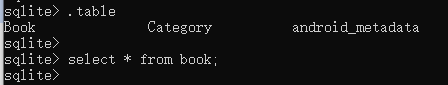 sqlite> .table
Book Category android_metadata
sqlite>
sqlite> select * from book;
sqlite>